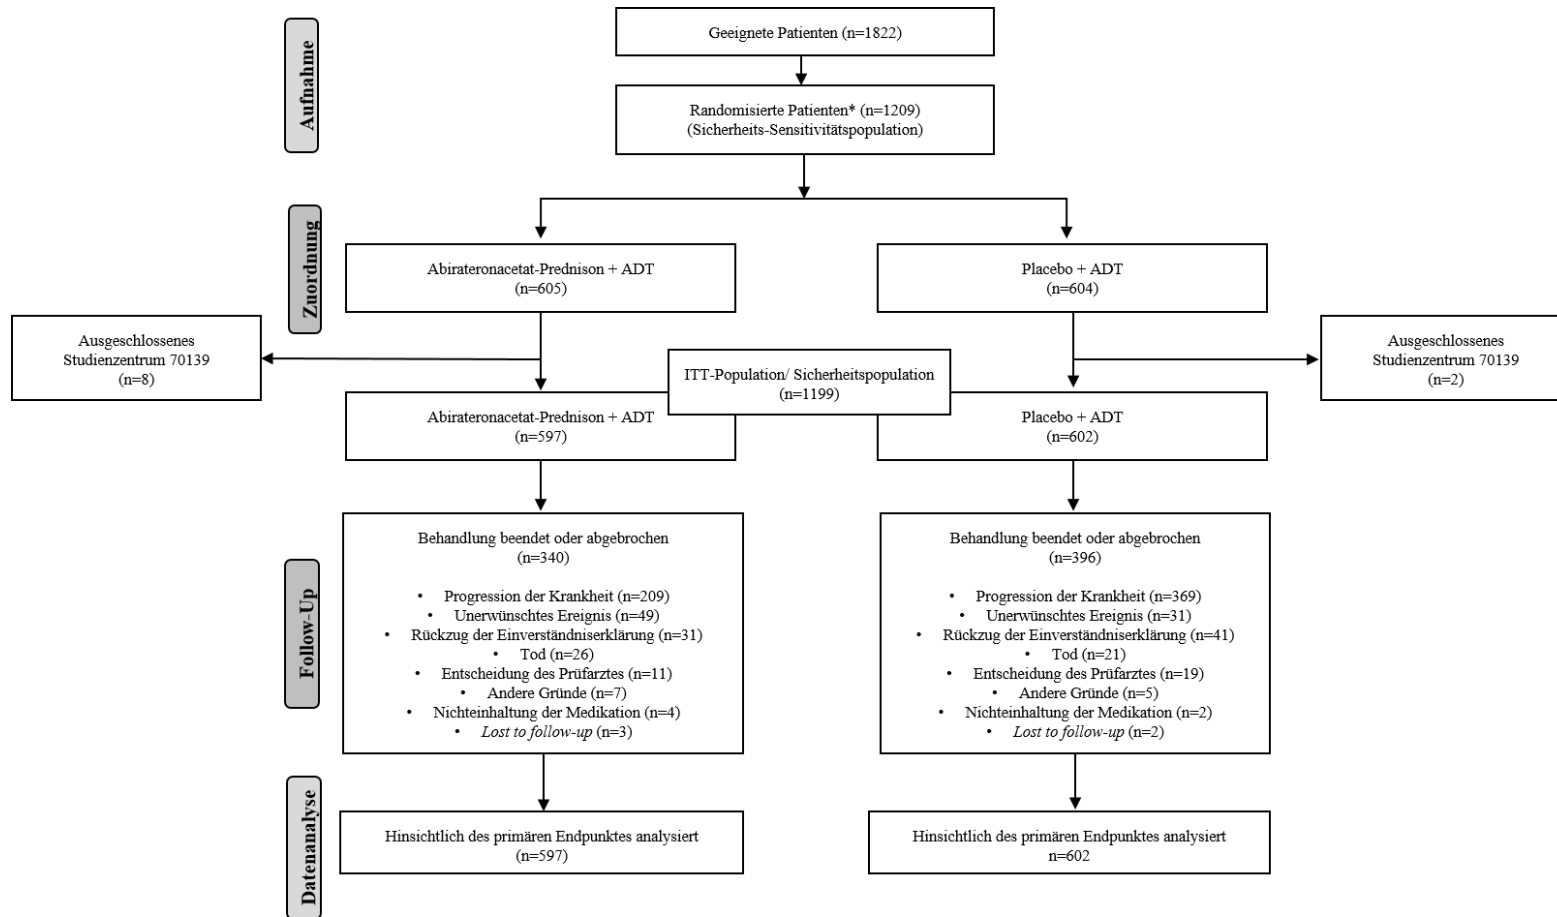 Aufnahme
Geeignete Patienten (n=1822)
Randomisierte Patienten* (n=1209)
(Sicherheits-Sensitivitätspopulation)
Zuordnung
Abirateronacetat-Prednison + ADT
(n=605)
Placebo + ADT
(n=604)
Ausgeschlossenes
Studienzentrum 70139
(n=8)
Ausgeschlossenes
Studienzentrum 70139
(n=2)
ITT-Population/ Sicherheitspopulation
(n=1199)
Abirateronacetat-Prednison + ADT
(n=597)
Placebo + ADT
(n=602)
Follow-Up
Behandlung beendet oder abgebrochen
(n=340)
• Progression der Krankheit (n=209)
• Unerwünschtes Ereignis (n=49)
• Rückzug der Einverständniserklärung (n=31)
• Tod (n=26)
• Entscheidung des Prüfarztes (n=11)
• Andere Gründe (n=7)
• Nichteinhaltung der Medikation (n=4)
• Lost to follow-up (n=3)
Behandlung beendet oder abgebrochen
(n=396)
• Progression der Krankheit (n=369)
• Unerwünschtes Ereignis (n=31)
• Rückzug der Einverständniserklärung (n=41)
• Tod (n=21)
• Entscheidung des Prüfarztes (n=19)
• Andere Gründe (n=5)
• Nichteinhaltung der Medikation (n=2)
• Lost to follow-up (n=2)
Datenanalyse
Hinsichtlich des primären Endpunktes analysiert
(n=597)
Hinsichtlich des primären Endpunktes analysiert
n=602